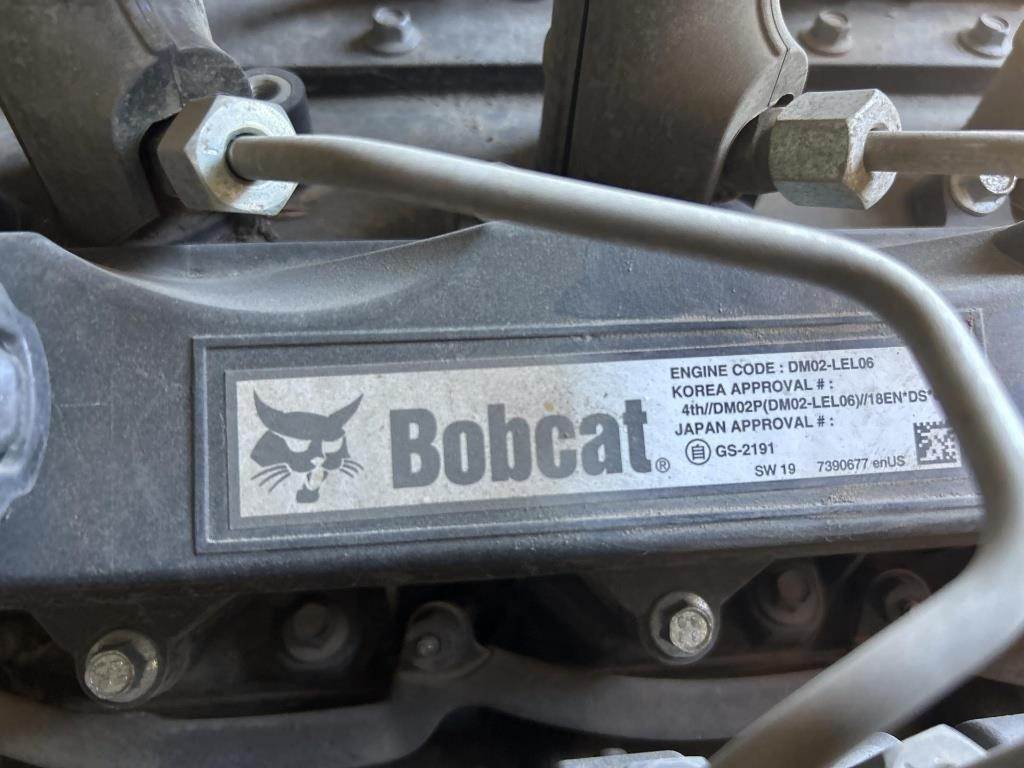 Bobcat®
ENGINE CODE : DM02-LEL06
KOREA APPROVAL # :
4th//DM02P(DM02-LEL06)//18EN*DS*
JAPAN APPROVAL # :
自 GS-2191
SW 19 7390677 enUS